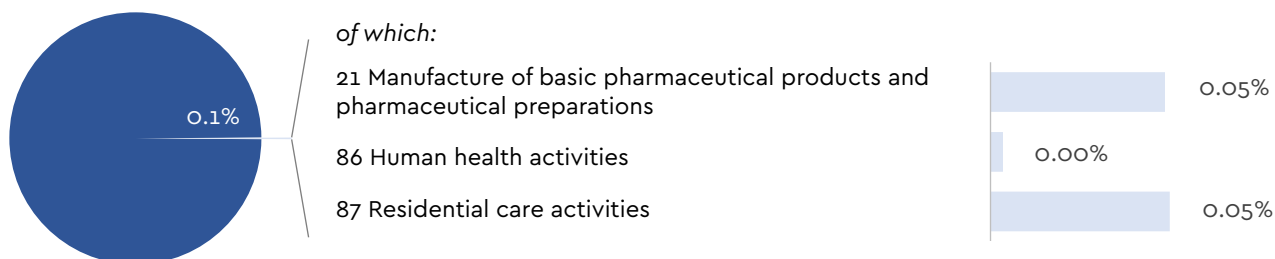 of which:
21 Manufacture of basic pharmaceutical products and
pharmaceutical preparations
0.05%
0.1%
86 Human health activities
0.00%
87 Residential care activities
0.05%